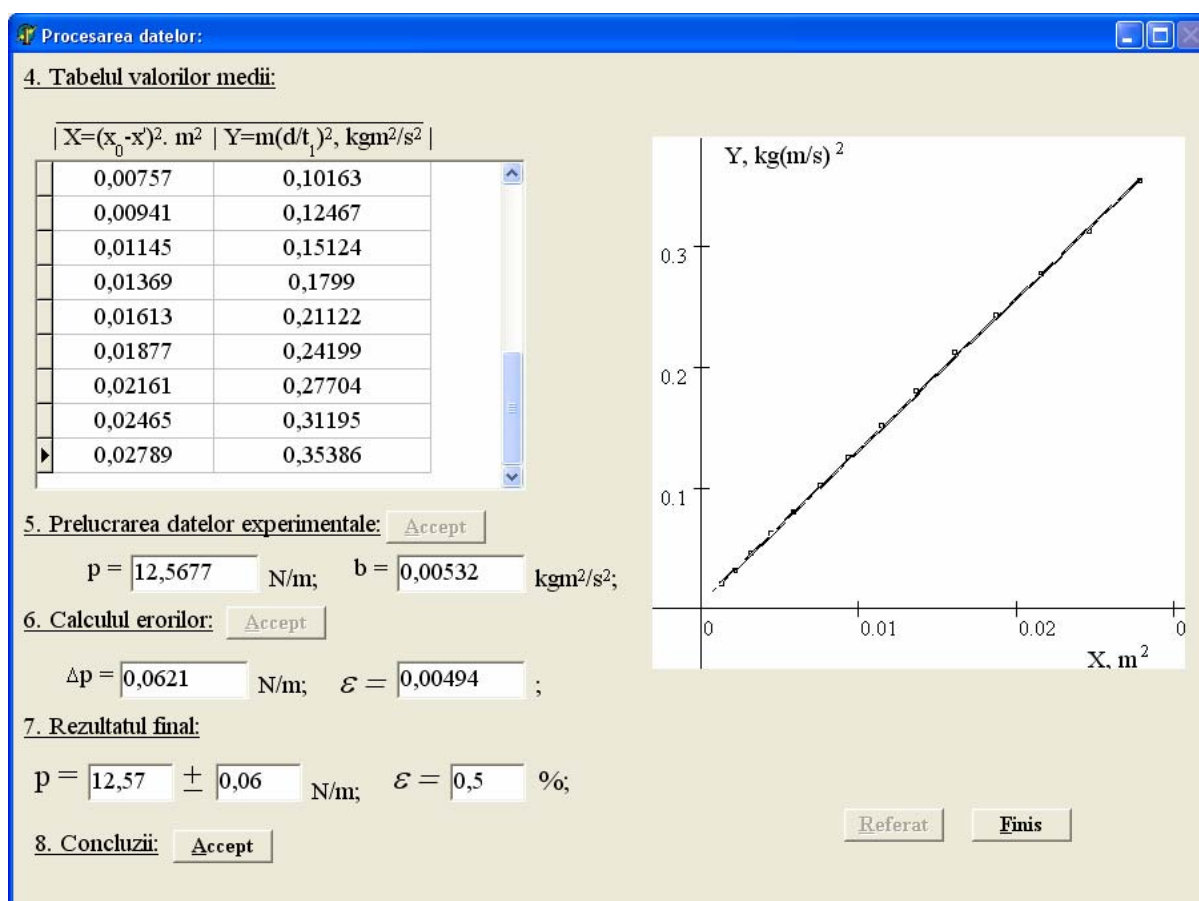 Procesarea datelor:
4. Tabelul valorilor medii:
| X=(x₀-x')². m² | Y=m(d/t₁)², kgm²/s² |
0,00757 0,10163
0,00941 0,12467
0,01145 0,15124
0,01369 0,1799
0,01613 0,21122
0,01877 0,24199
0,02161 0,27704
0,02465 0,31195
0,02789 0,35386
5. Prelucrarea datelor experimentale: Accept
p = 12,5677 N/m; b = 0,00532 kgm²/s²;
6. Calculul erorilor: Accept
Δp = 0,0621 N/m; ε = 0,00494 ;
7. Rezultatul final:
p = 12,57 ± 0,06 N/m; ε = 0,5 %;
8. Concluzii: Accept
Y, kg(m/s)²
0.3
0.2
0.1
0 0.01 0.02 0
X, m²
Referat Finis